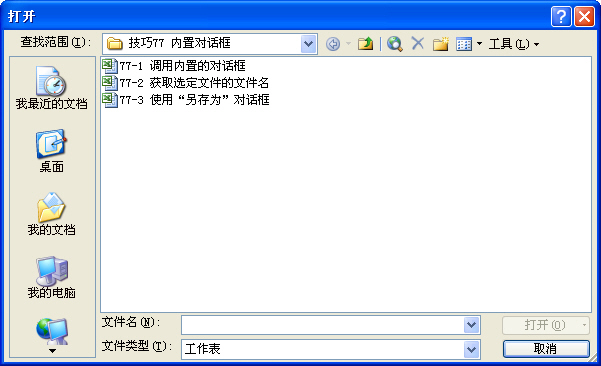 打开
查找范围(I): 技巧77 内置对话框 工具(L)
77-1 调用内置的对话框
77-2 获取选定文件的文件名
77-3 使用“另存为”对话框
我最近的文档
桌面
我的文档
我的电脑
文件名(N): 打开(O)
文件类型(T): 工作表 取消